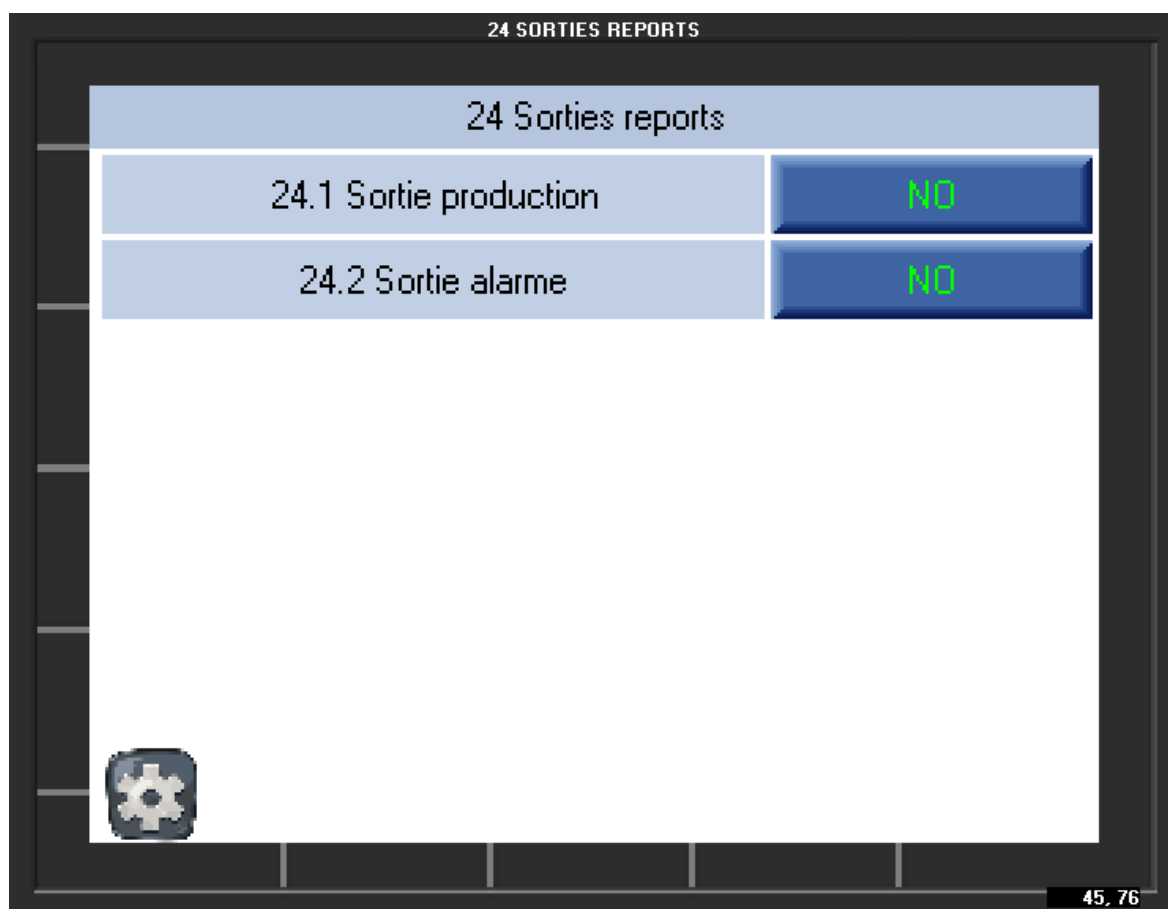 24 SORTIES REPORTS
24 Sorties reports
24.1 Sortie production NO
24.2 Sortie alarme NO
45, 76